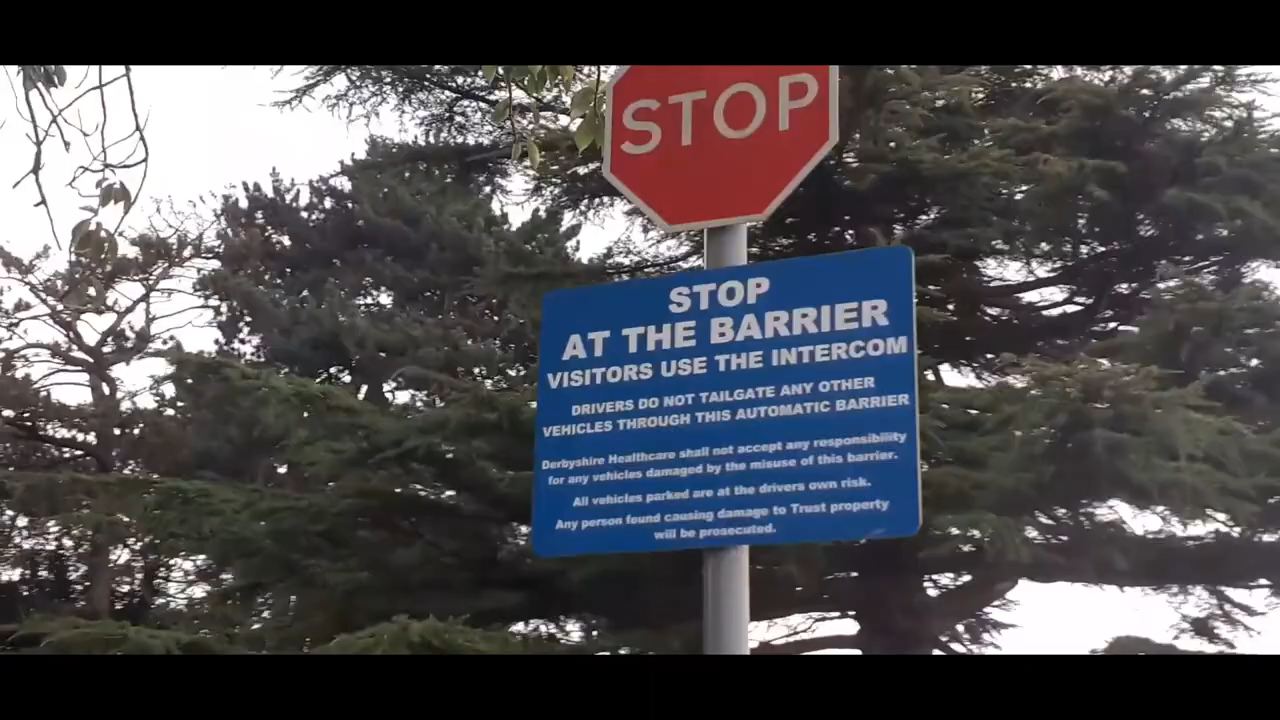 STOP
STOP
AT THE BARRIER
VISITORS USE THE INTERCOM
DRIVERS DO NOT TAILGATE ANY OTHER
VEHICLES THROUGH THIS AUTOMATIC BARRIER
Derbyshire Healthcare shall not accept any responsibility
for any vehicles damaged by the misuse of this barrier.
All vehicles parked are at the drivers own risk.
Any person found causing damage to Trust property
will be prosecuted.